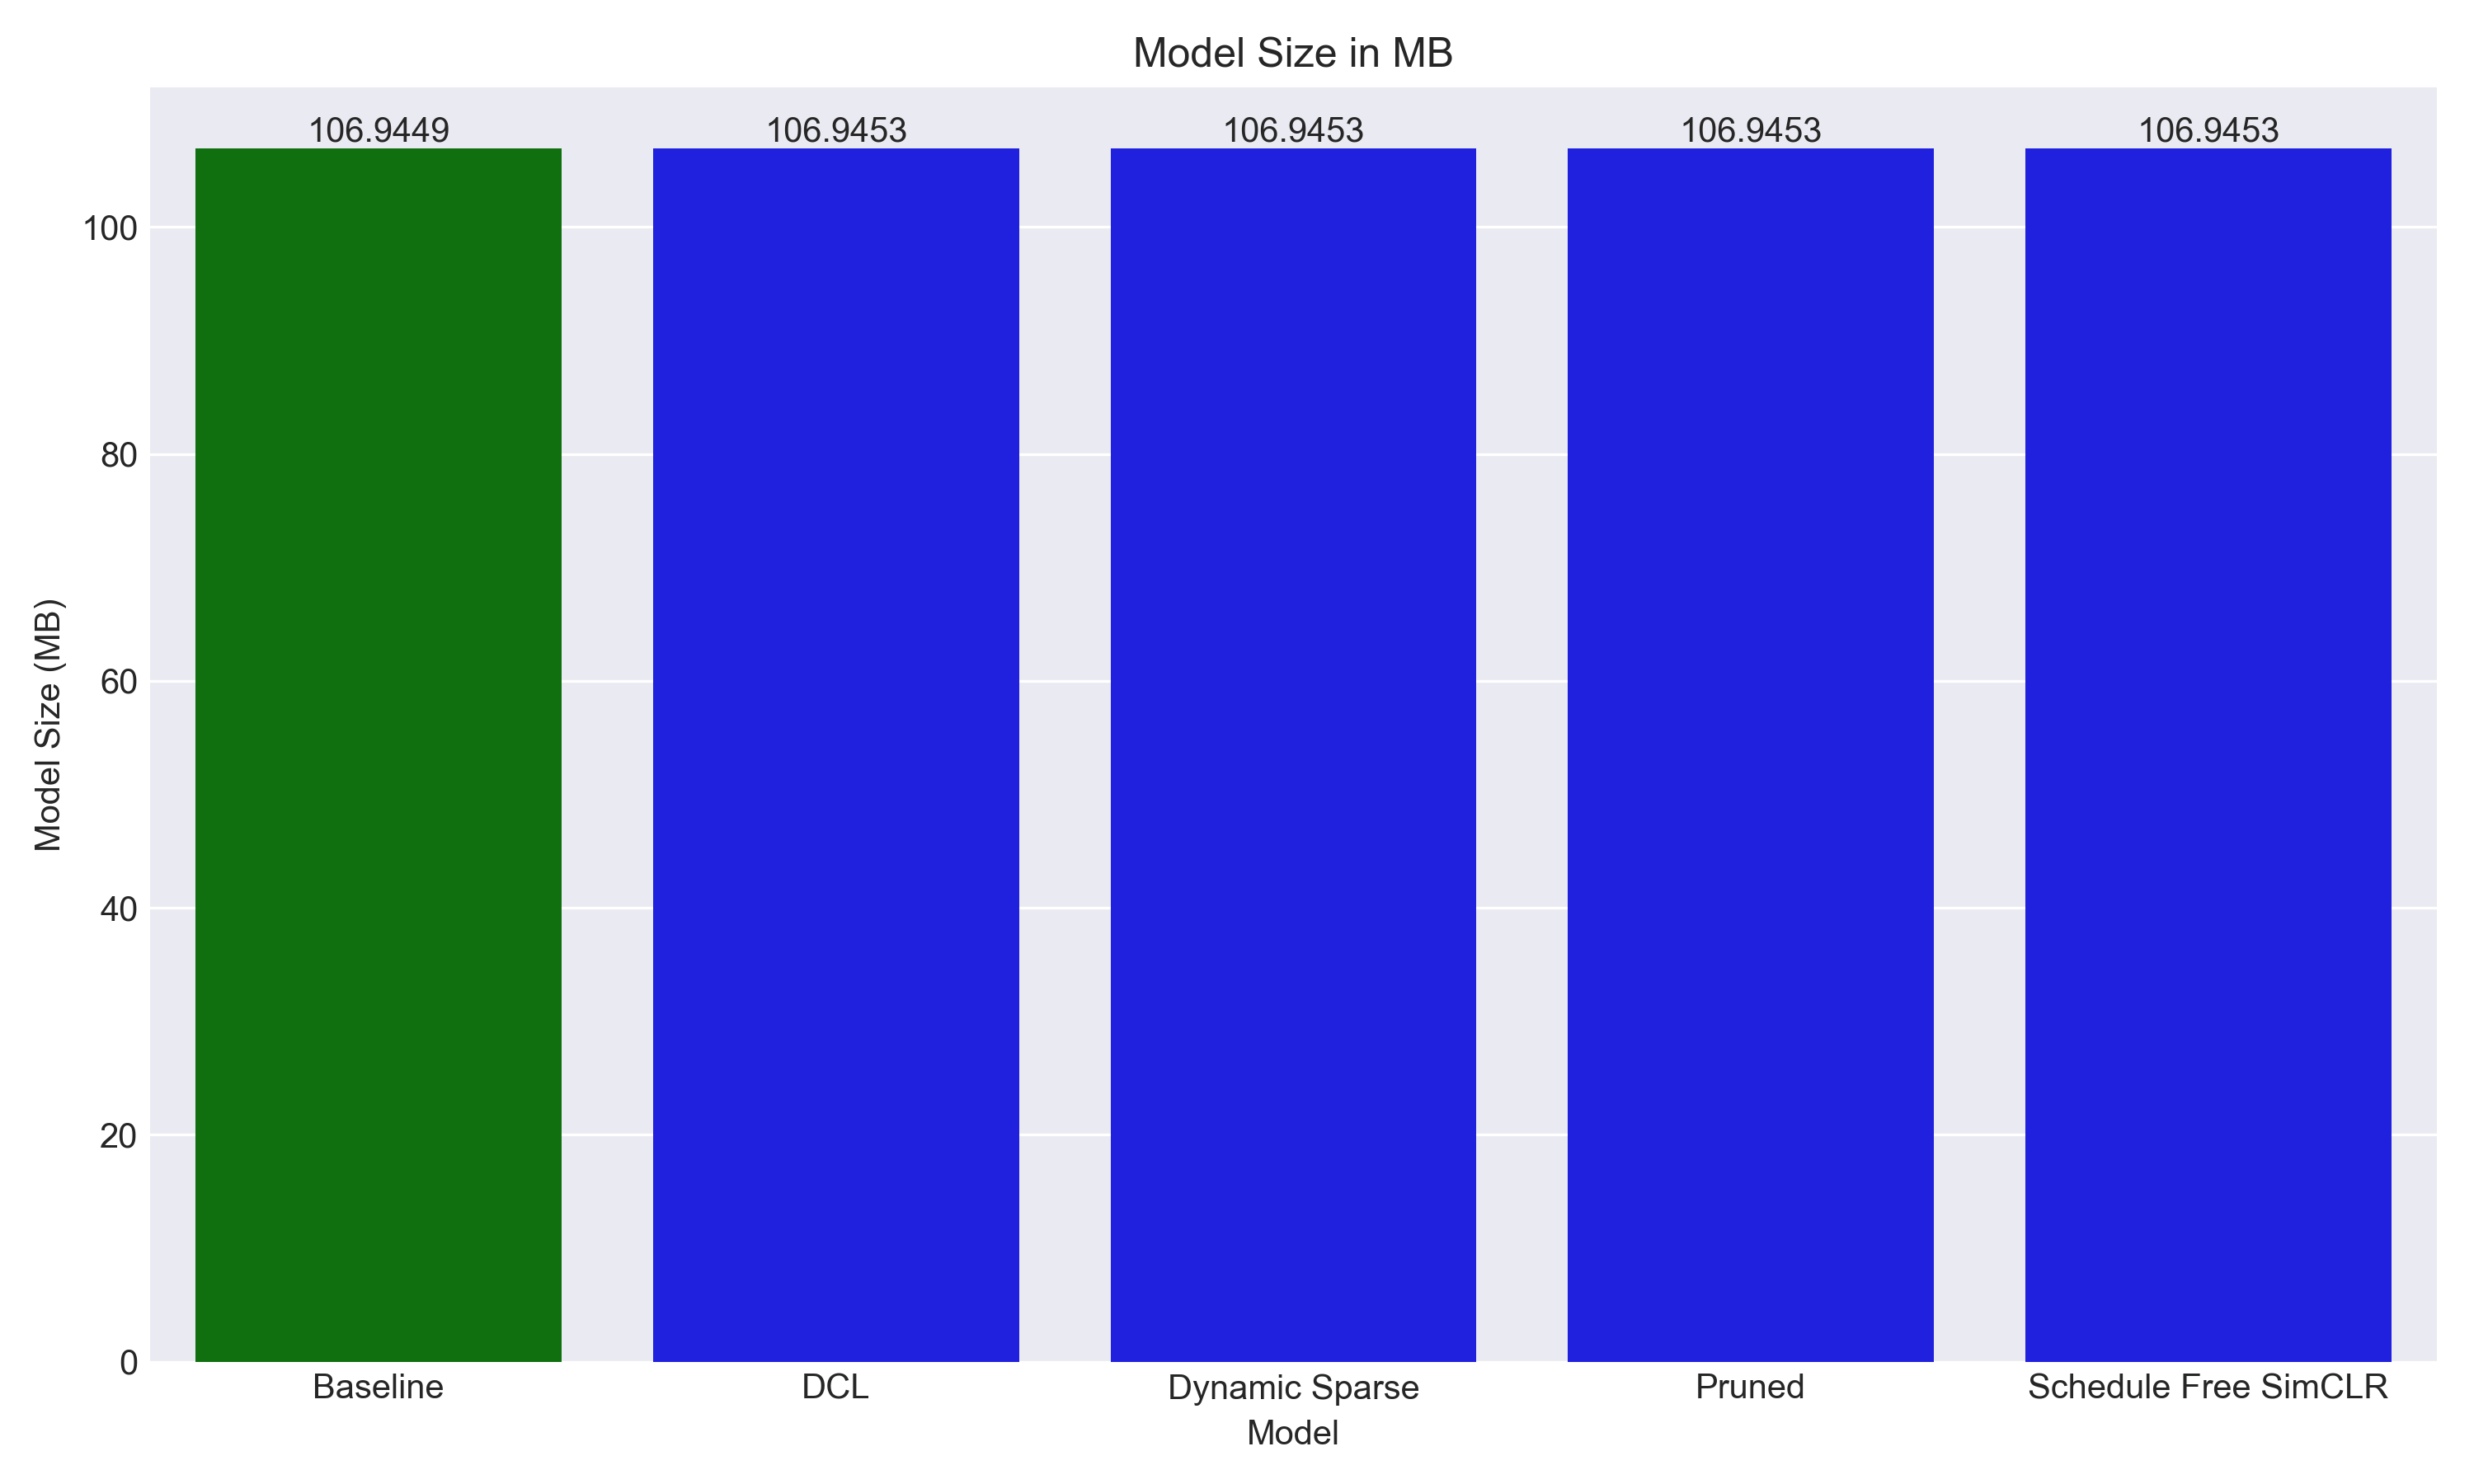 Model Size in MB
106.9449 106.9453 106.9453 106.9453 106.9453
100
80
60
40
20
0
Model Size (MB)
Baseline DCL Dynamic Sparse Pruned Schedule Free SimCLR
Model